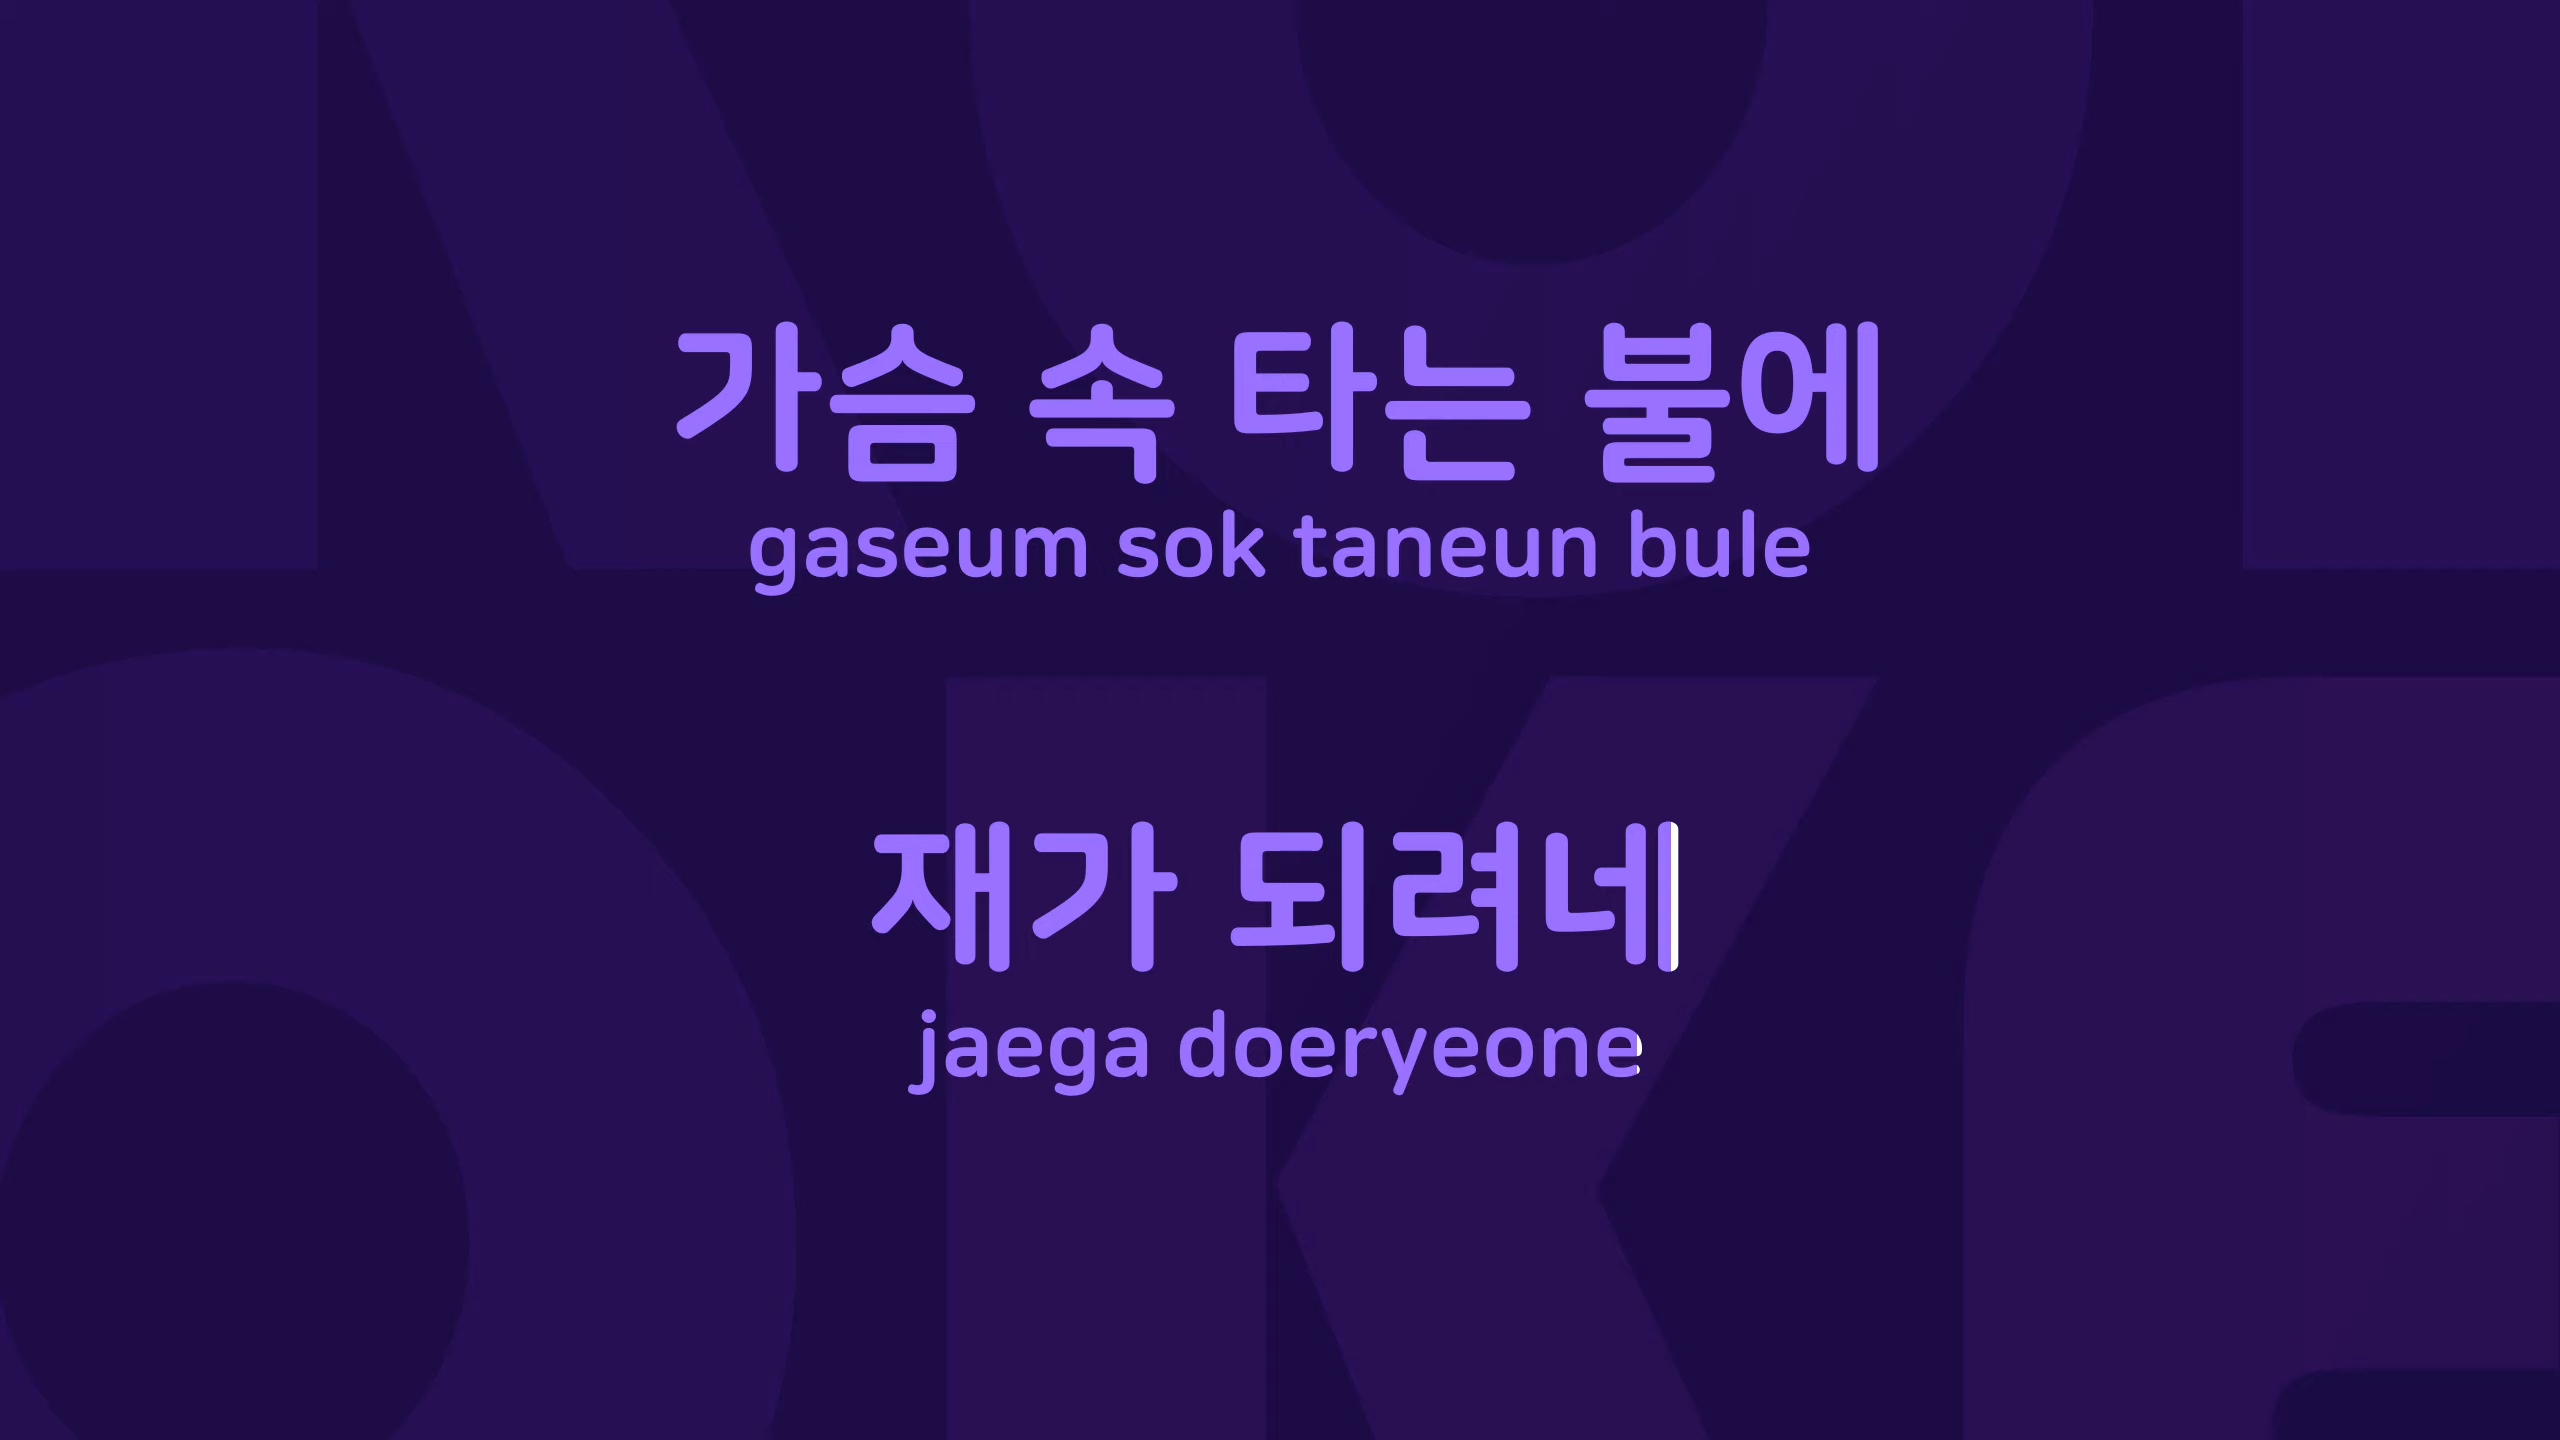 가슴 속 타는 불에
gaseum sok taneun bule
재가 되려네
jaega doeryeone